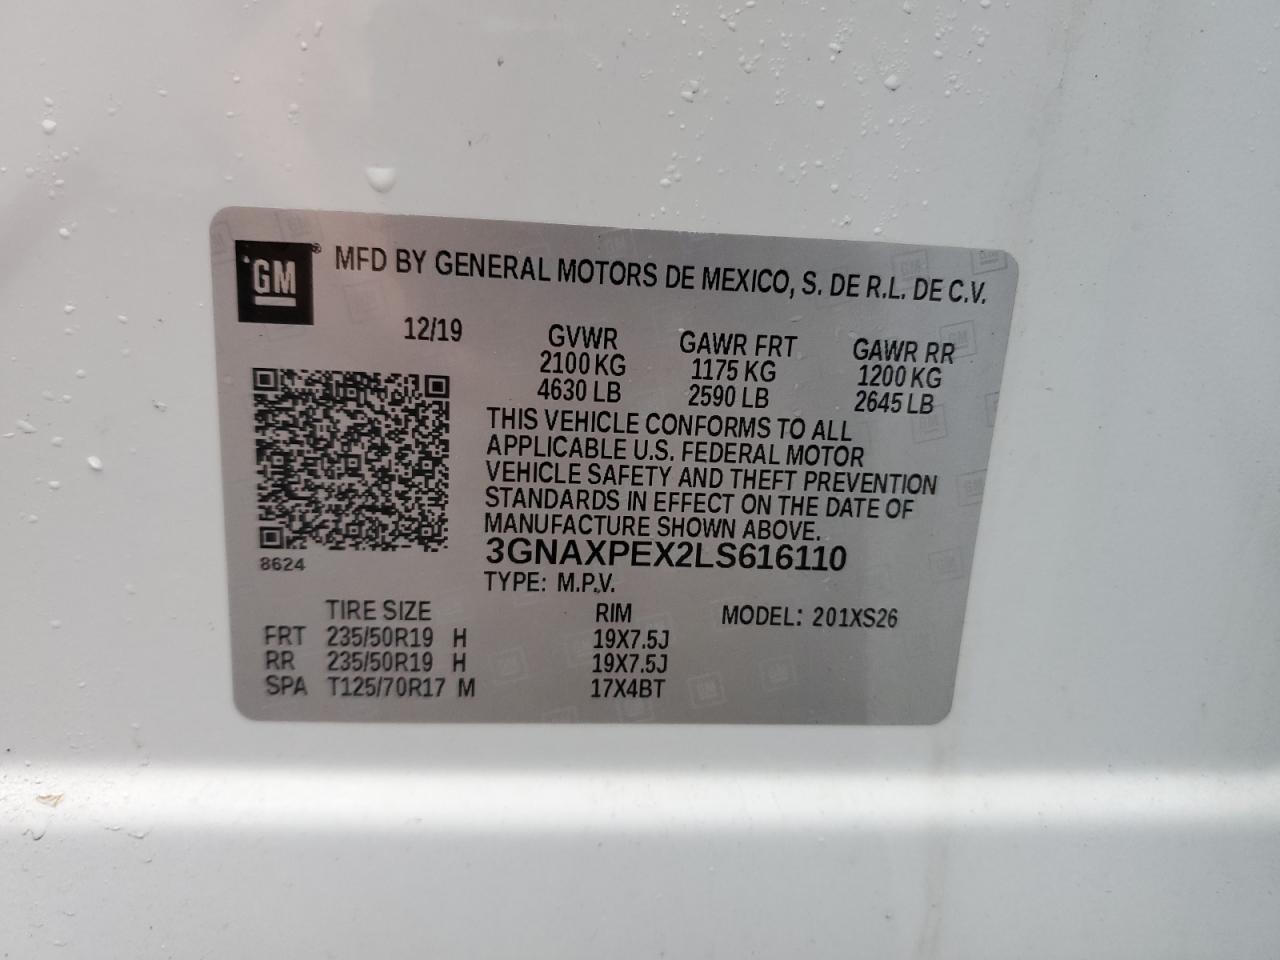 GM® MFD BY GENERAL MOTORS DE MEXICO, S. DE R.L. DE C.V.
12/19 GVWR GAWR FRT GAWR RR
2100 KG 1175 KG 1200 KG
4630 LB 2590 LB 2645 LB
THIS VEHICLE CONFORMS TO ALL
APPLICABLE U.S. FEDERAL MOTOR
VEHICLE SAFETY AND THEFT PREVENTION
STANDARDS IN EFFECT ON THE DATE OF
MANUFACTURE SHOWN ABOVE.
3GNAXPEX2LS616110
8624
TYPE: M.P.V.
TIRE SIZE RIM MODEL: 201XS26
FRT 235/50R19 H 19X7.5J
RR 235/50R19 H 19X7.5J
SPA T125/70R17 M 17X4BT